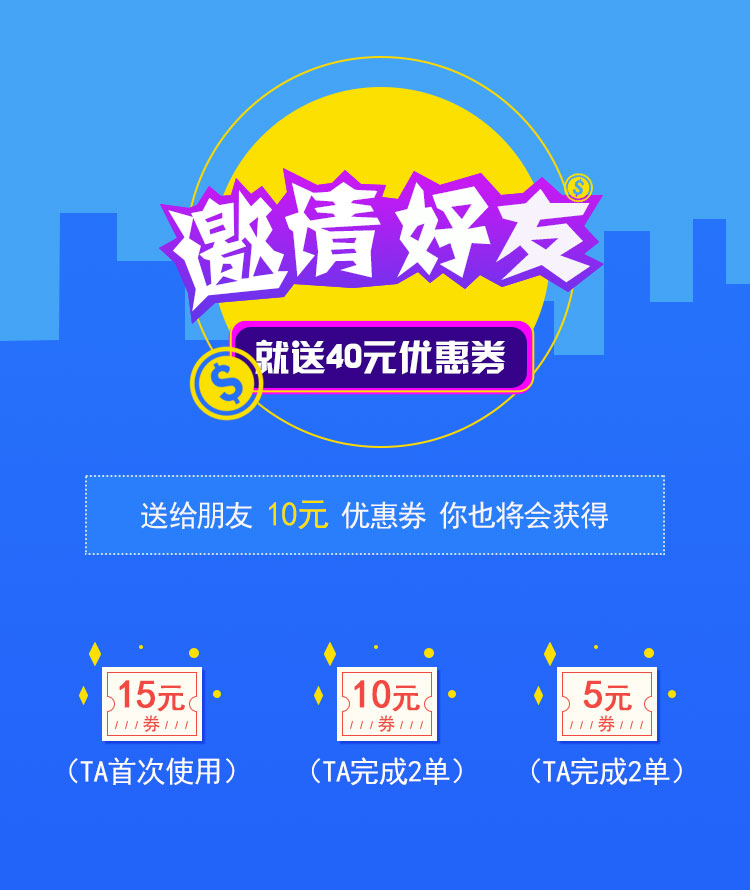 邀请好友
就送40元优惠券
送给朋友 10元 优惠券 你也将会获得
15元
券
10元
券
5元
券
（TA首次使用）
（TA完成2单）
（TA完成2单）